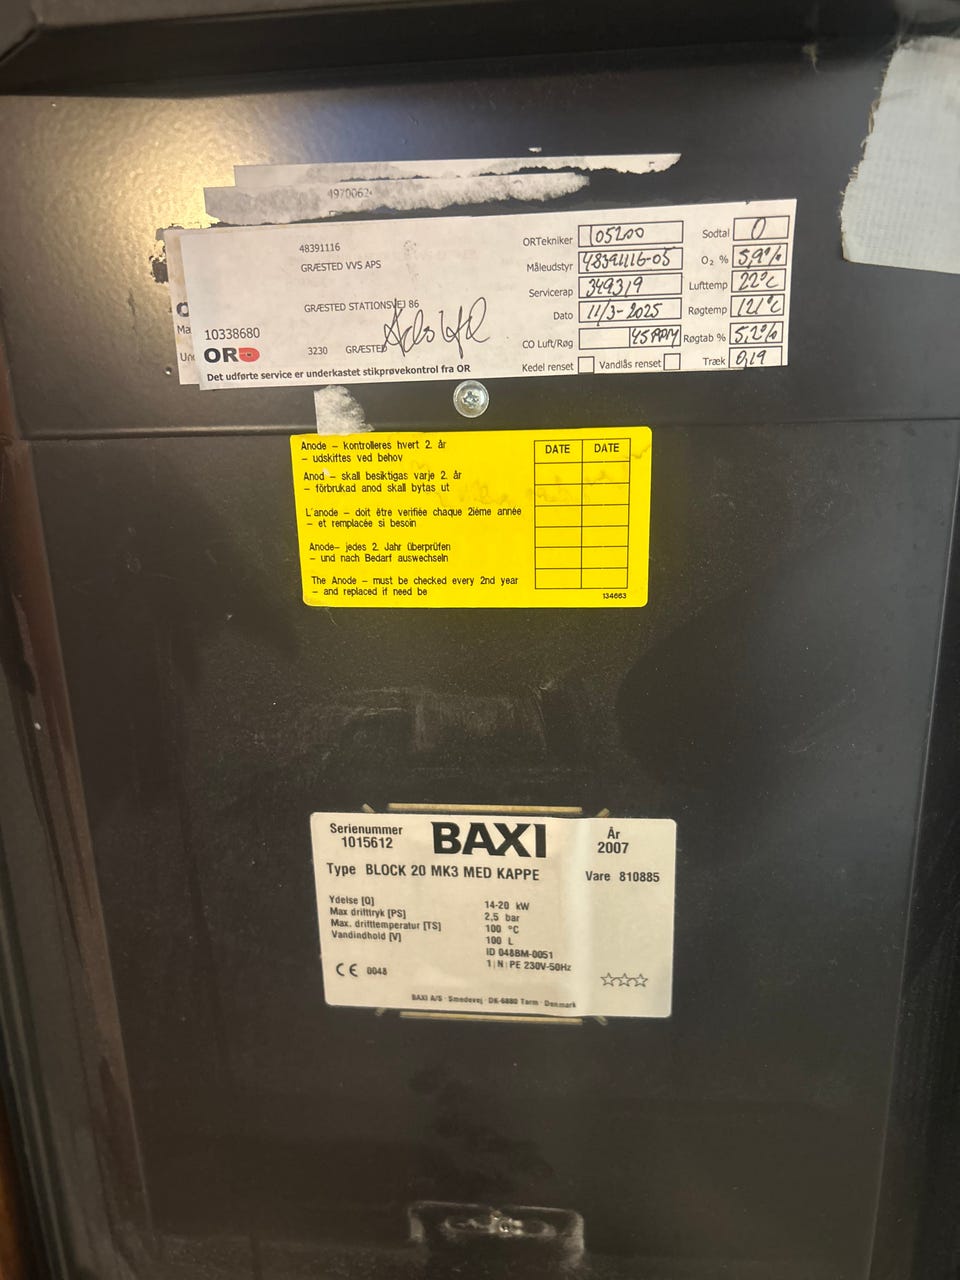 4970062
48391116
GRÆSTED VVS APS
GRÆSTED STATIONSVEJ 86
10338680
OR
3230 GRÆSTED
Det udførte service er underkastet stikprøvekontrol fra OR
ORTekniker 105200
Måleudstyr 48391116-05
Servicerap 349319
Dato 11/3-2025
CO Luft/Røg 45 PPM
Kedel renset Vandlås renset
Sodtal 0
O₂ % 5,9%
Lufttemp 22°C
Røgtemp 121°C
Røgtab % 5,2%
Træk 0,19
Ma
Anode – kontrolleres hvert 2. år
– udskiftes ved behov
Anod – skall besiktigas varje 2. år
– förbrukad anod skall bytas ut
L'anode – doit être verifiée chaque 2ième année
– et remplacée si besoin
Anode– jedes 2. Jahr überprüfen
– und nach Bedarf auswechseln
The Anode – must be checked every 2nd year
– and replaced if need be
DATE DATE
134663
Serienummer
1015612
BAXI
År
2007
Type BLOCK 20 MK3 MED KAPPE
Vare 810885
Ydelse [Q] 14-20 kW
Max drifttryk [PS] 2,5 bar
Max. drifttemperatur [TS] 100 °C
Vandindhold [V] 100 L
ID 048BM-0051
1 | N | PE 230V-50Hz
CE 0048
BAXI A/S · Smedevej · DK-6880 Tarm · Denmark